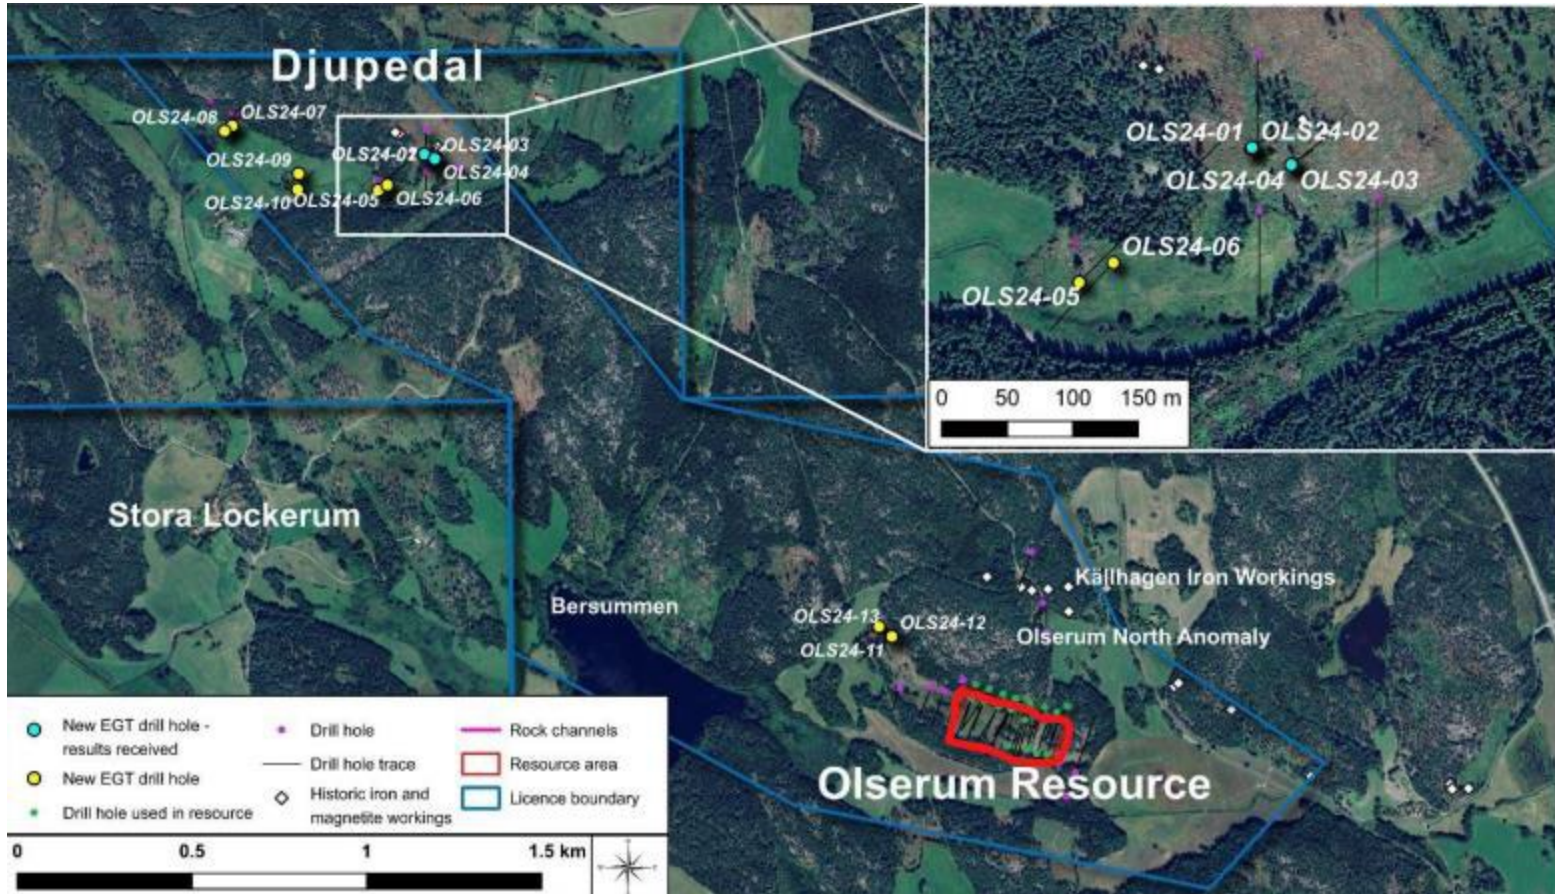 Djupedal
OLS24-08
OLS24-07
OLS24-09
OLS24-10
OLS24-05
OLS24-02
OLS24-03
OLS24-04
OLS24-06
OLS24-01
OLS24-02
OLS24-04
OLS24-03
OLS24-06
OLS24-05
0 50 100 150 m
Stora Lockerum
Bersummen
Källhagen Iron Workings
Olserum North Anomaly
OLS24-13
OLS24-12
OLS24-11
Olserum Resource
New EGT drill hole -
results received
New EGT drill hole
Drill hole used in resource
Drill hole
Drill hole trace
Historic iron and
magnetite workings
Rock channels
Resource area
Licence boundary
0 0.5 1 1.5 km